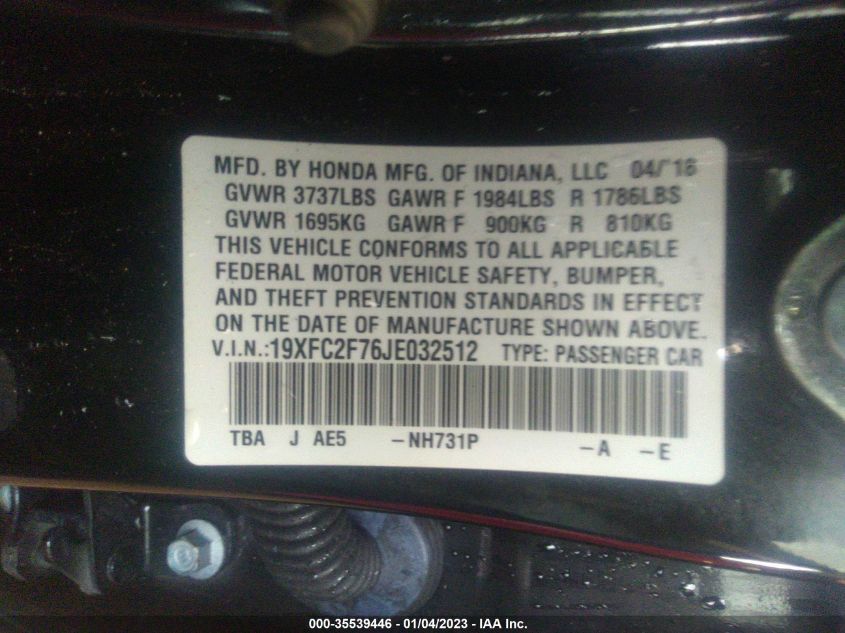 MFD. BY HONDA MFG. OF INDIANA, LLC 04/'18
GVWR 3737LBS GAWR F 1984LBS R 1786LBS
GVWR 1695KG GAWR F 900KG R 810KG
THIS VEHICLE CONFORMS TO ALL APPLICABLE
FEDERAL MOTOR VEHICLE SAFETY, BUMPER,
AND THEFT PREVENTION STANDARDS IN EFFECT
ON THE DATE OF MANUFACTURE SHOWN ABOVE.
V.I.N.:19XFC2F76JE032512 TYPE: PASSENGER CAR
TBA J AE5 -NH731P -A -E
000-35539446 - 01/04/2023 - IAA Inc.